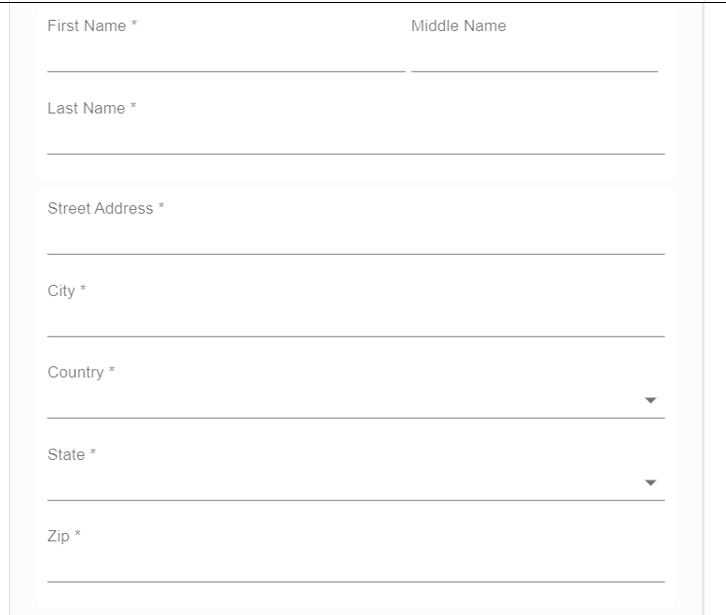 First Name * Middle Name
Last Name *
Street Address *
City *
Country *
State *
Zip *